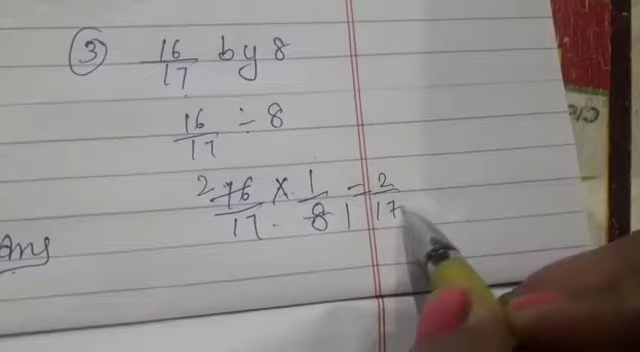 ③ 16/17 by 8
16/17 ÷ 8
2 16/17 × 1/8 1 = 2/17
Ans